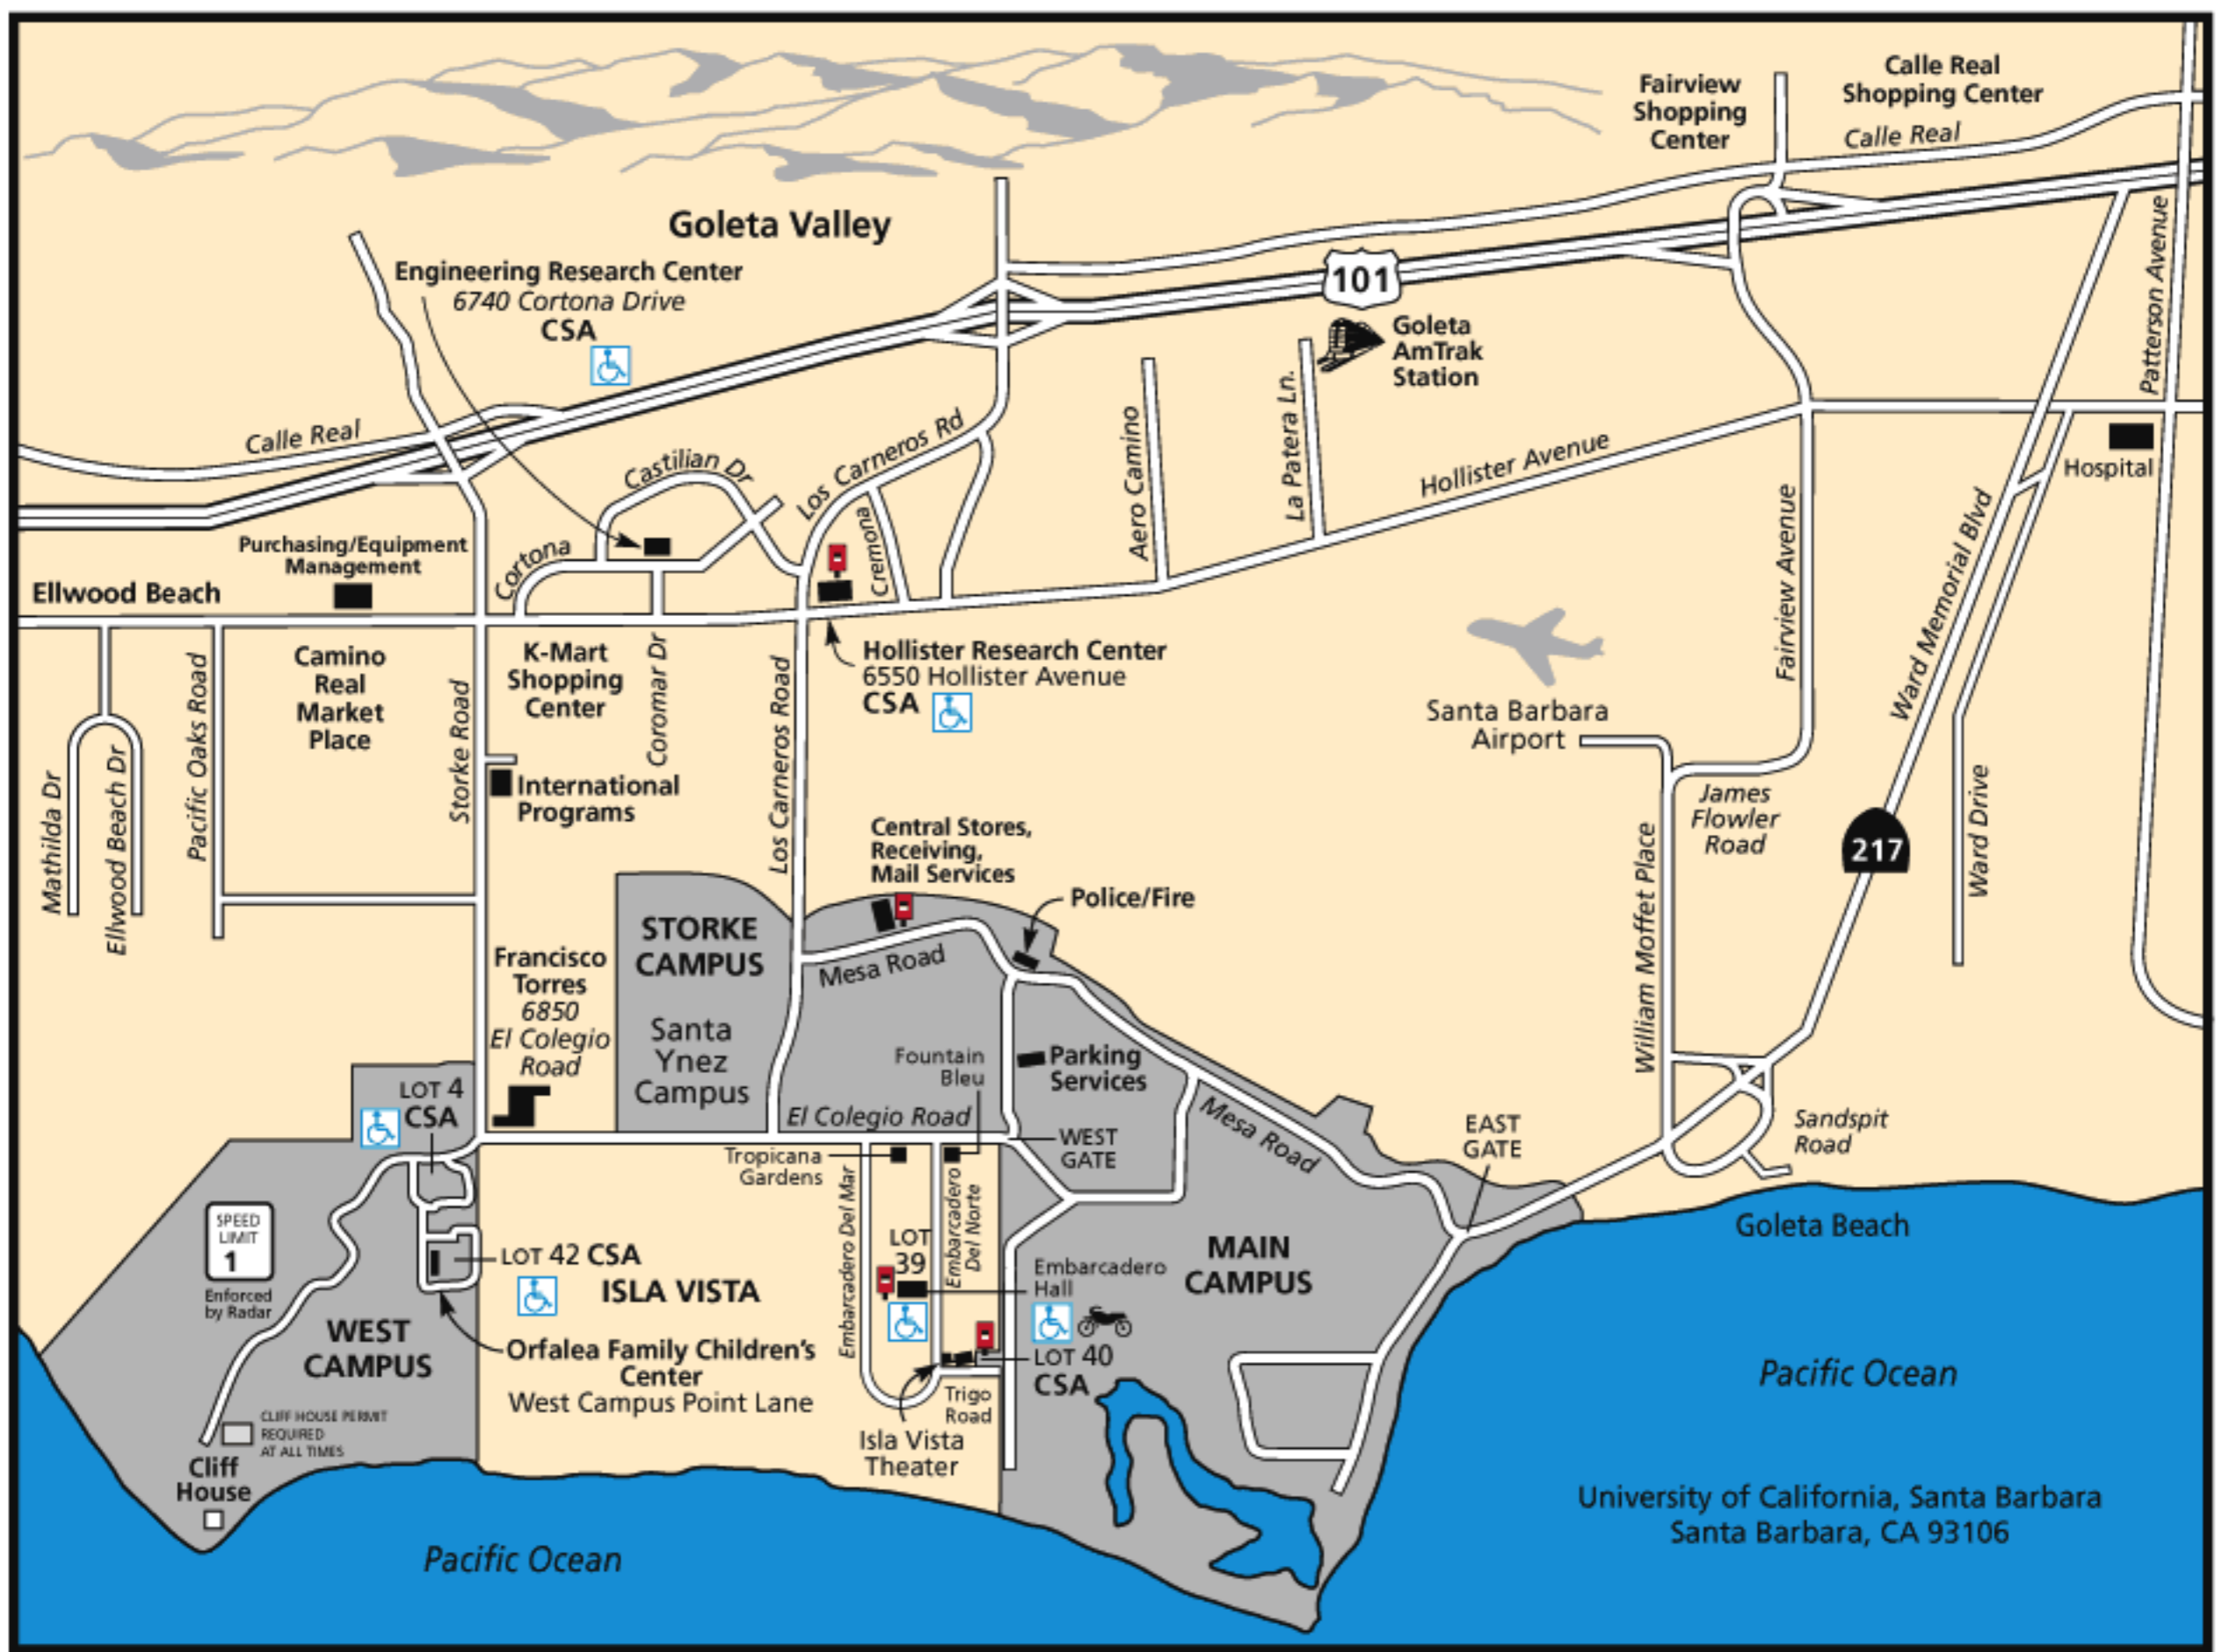 Calle Real
Shopping Center
Fairview
Shopping
Center
Calle Real
Goleta Valley
Engineering Research Center
6740 Cortona Drive
CSA
101
Goleta
AmTrak
Station
Patterson Avenue
Calle Real
Castilian Dr
Los Carneros Rd
Aero Camino
La Patera Ln.
Hollister Avenue
Hospital
Purchasing/Equipment
Management
Cortona
Cremona
Ellwood Beach
Fairview Avenue
Ward Memorial Blvd
Camino
Real
Market
Place
K-Mart
Shopping
Center
Coromar Dr
Hollister Research Center
6550 Hollister Avenue
CSA
Pacific Oaks Road
Storke Road
Los Carneros Road
Santa Barbara
Airport
Mathilda Dr
Ellwood Beach Dr
International
Programs
James
Flowler
Road
217
Ward Drive
William Moffet Place
Central Stores,
Receiving,
Mail Services
Police/Fire
STORKE
CAMPUS
Mesa Road
Francisco
Torres
6850
El Colegio
Road
Santa
Ynez
Campus
Fountain
Bleu
Parking
Services
LOT 4
CSA
El Colegio Road
WEST
GATE
Mesa Road
EAST
GATE
Sandspit
Road
Tropicana
Gardens
Embarcadero Del Mar
Embarcadero
Del Norte
SPEED
LIMIT
1
Enforced
by Radar
LOT 42 CSA
ISLA VISTA
LOT
39
Embarcadero
Hall
MAIN
CAMPUS
Goleta Beach
WEST
CAMPUS
Orfalea Family Children's
Center
West Campus Point Lane
LOT 40
CSA
Trigo
Road
Isla Vista
Theater
Pacific Ocean
CLIFF HOUSE PERMIT
REQUIRED
AT ALL TIMES
Cliff
House
Pacific Ocean
University of California, Santa Barbara
Santa Barbara, CA 93106